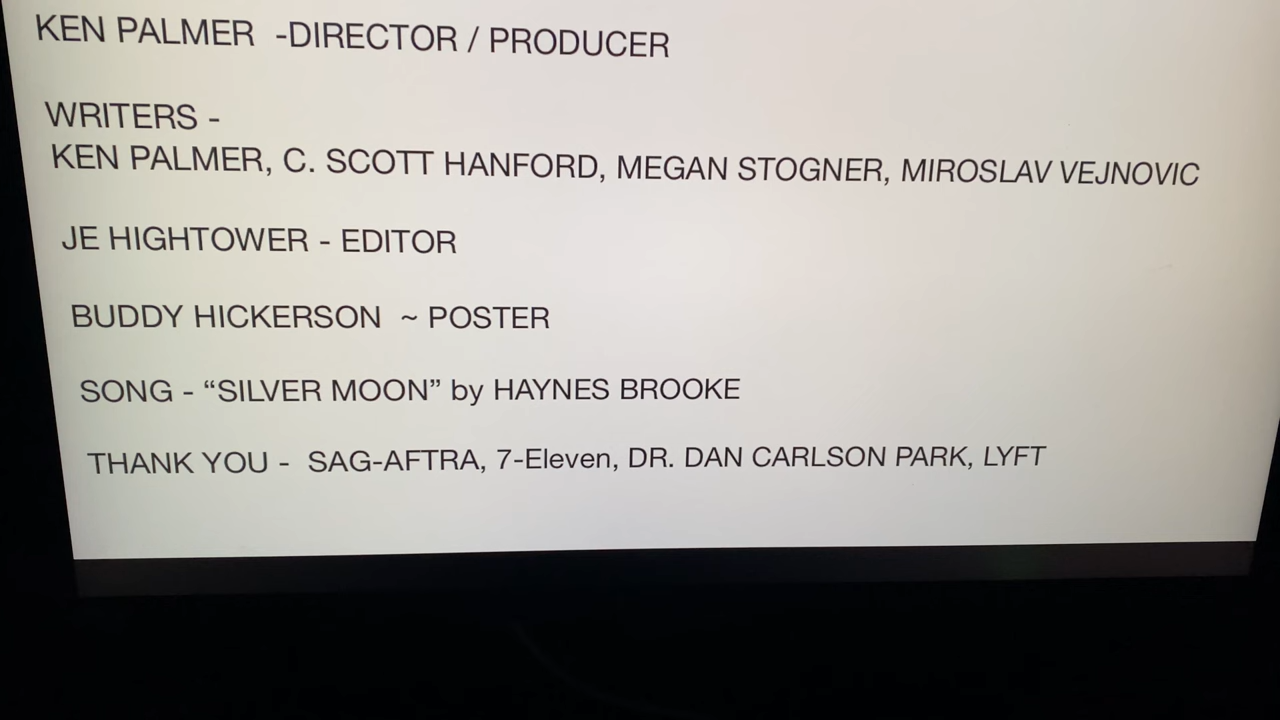 KEN PALMER  -DIRECTOR / PRODUCER
WRITERS -
KEN PALMER, C. SCOTT HANFORD, MEGAN STOGNER, MIROSLAV VEJNOVIC
JE HIGHTOWER - EDITOR
BUDDY HICKERSON  ~ POSTER
SONG - “SILVER MOON” by HAYNES BROOKE
THANK YOU -  SAG-AFTRA, 7-Eleven, DR. DAN CARLSON PARK, LYFT